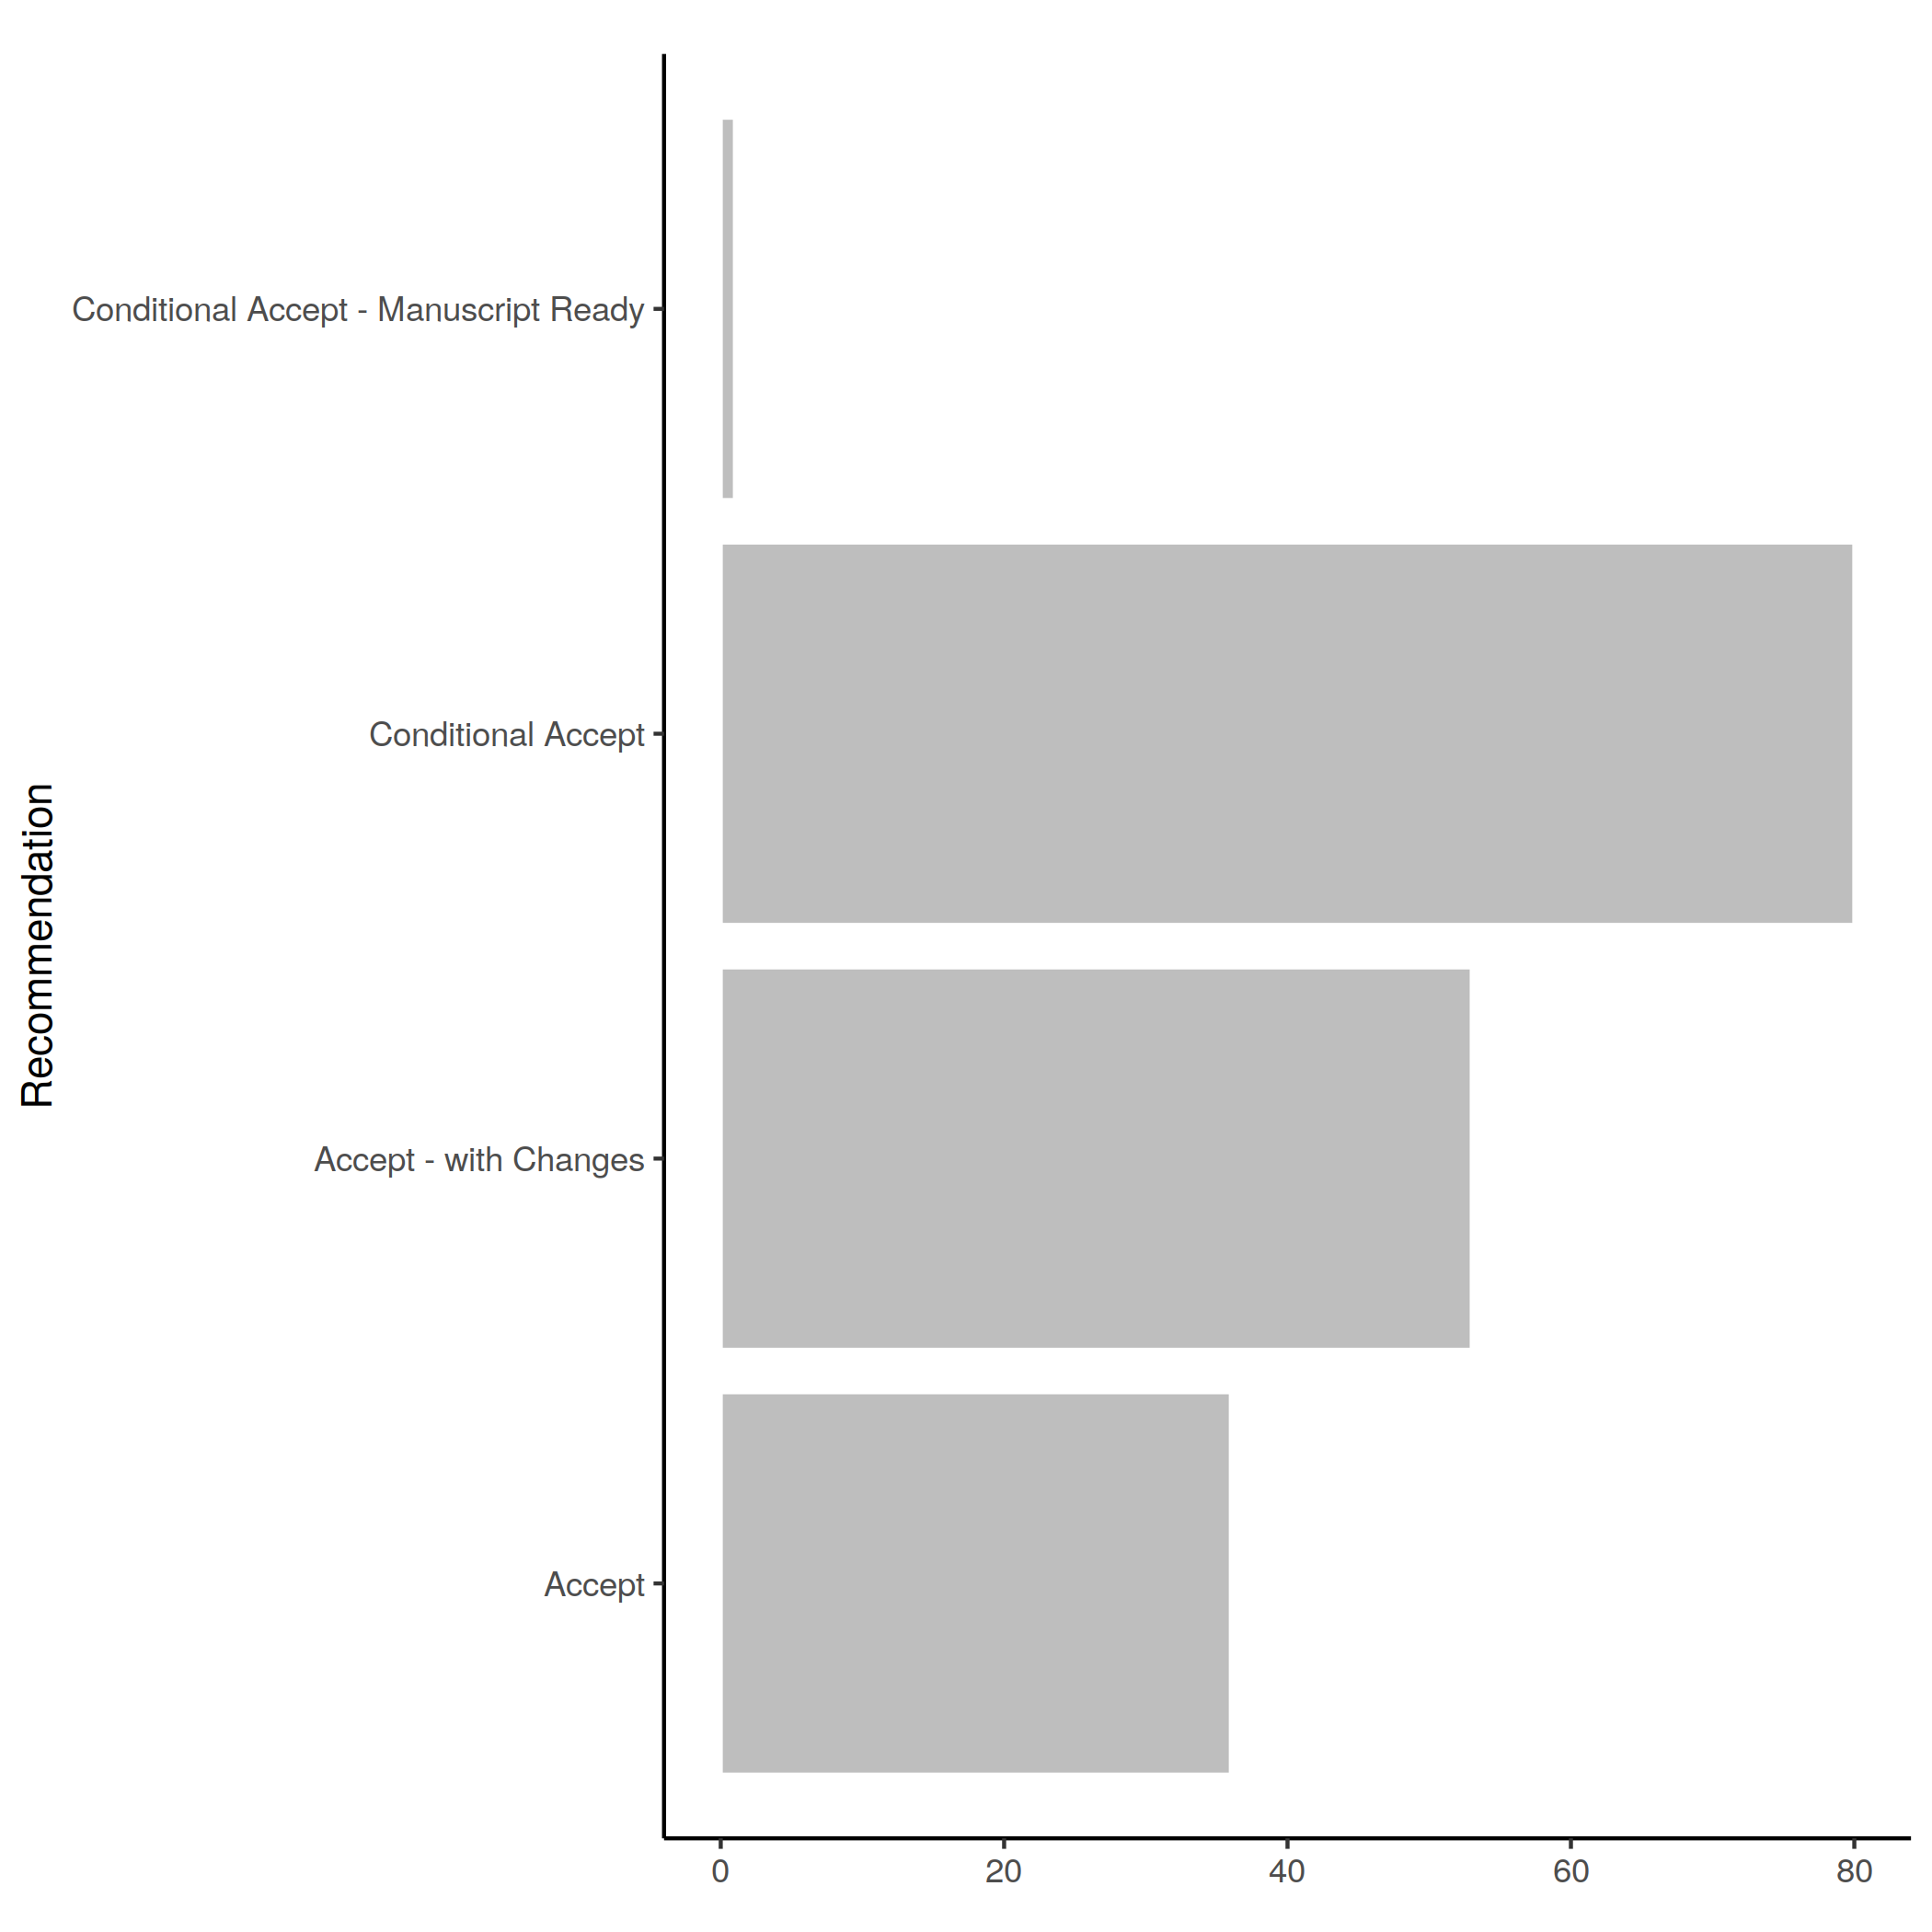 Recommendation
Conditional Accept - Manuscript Ready
Conditional Accept
Accept - with Changes
Accept
0 20 40 60 80